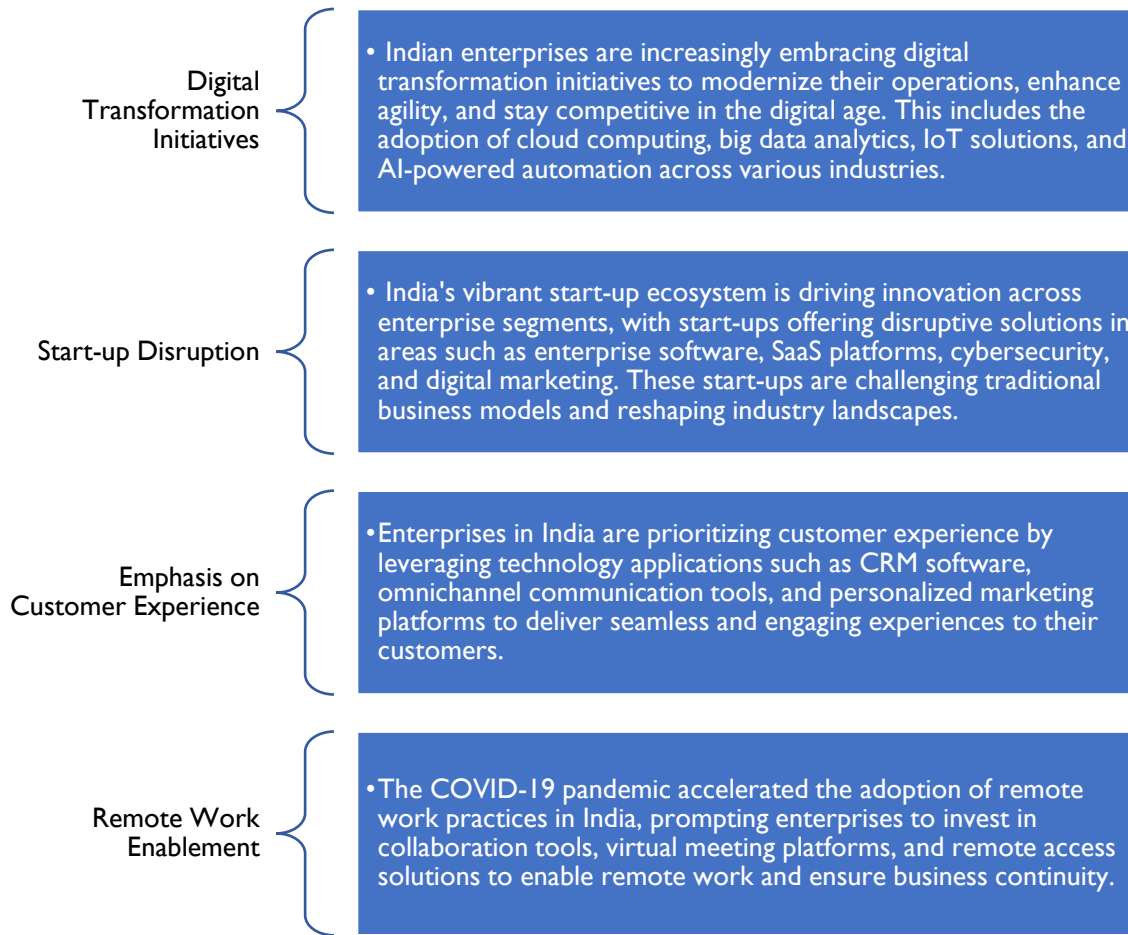 Digital
Transformation
Initiatives
• Indian enterprises are increasingly embracing digital
transformation initiatives to modernize their operations, enhance
agility, and stay competitive in the digital age. This includes the
adoption of cloud computing, big data analytics, IoT solutions, and
AI-powered automation across various industries.
Start-up Disruption
• India's vibrant start-up ecosystem is driving innovation across
enterprise segments, with start-ups offering disruptive solutions in
areas such as enterprise software, SaaS platforms, cybersecurity,
and digital marketing. These start-ups are challenging traditional
business models and reshaping industry landscapes.
Emphasis on
Customer Experience
•Enterprises in India are prioritizing customer experience by
leveraging technology applications such as CRM software,
omnichannel communication tools, and personalized marketing
platforms to deliver seamless and engaging experiences to their
customers.
Remote Work
Enablement
•The COVID-19 pandemic accelerated the adoption of remote
work practices in India, prompting enterprises to invest in
collaboration tools, virtual meeting platforms, and remote access
solutions to enable remote work and ensure business continuity.